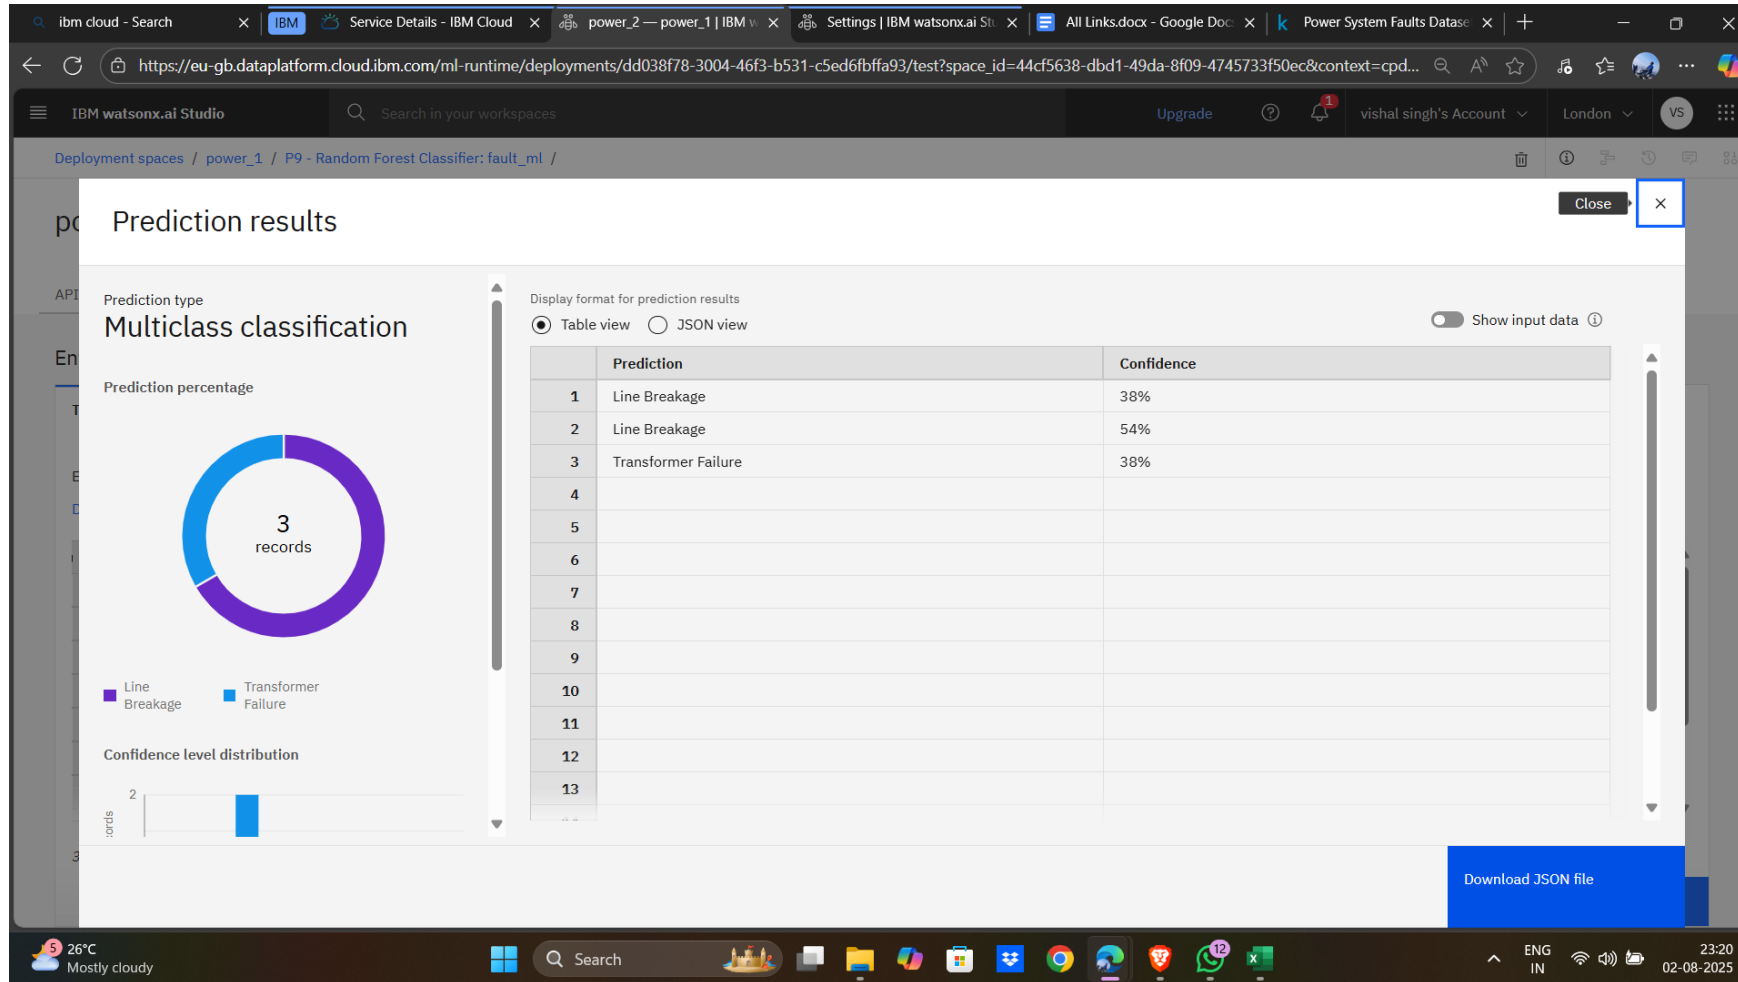 ibm cloud - Search
IBM
Service Details - IBM Cloud
power_2 — power_1 | IBM w
Settings | IBM watsonx.ai Stu
All Links.docx - Google Doc
Power System Faults Datase
https://eu-gb.dataplatform.cloud.ibm.com/ml-runtime/deployments/dd038f78-3004-46f3-b531-c5ed6fbffa93/test?space_id=44cf5638-dbd1-49da-8f09-4745733f50ec&context=cpd...
IBM watsonx.ai Studio
Search in your workspaces
Upgrade
1
vishal singh's Account
London
VS
Deployment spaces / power_1 / P9 - Random Forest Classifier: fault_ml /
po
Prediction results
Close
API
Prediction type
Multiclass classification
En
Prediction percentage
3
records
Line
Breakage
Transformer
Failure
Confidence level distribution
2
Display format for prediction results
Table view
JSON view
Show input data
Prediction Confidence
1 Line Breakage 38%
2 Line Breakage 54%
3 Transformer Failure 38%
4
5
6
7
8
9
10
11
12
13
Download JSON file
5
26°C
Mostly cloudy
Search
12
ENG
IN
23:20
02-08-2025